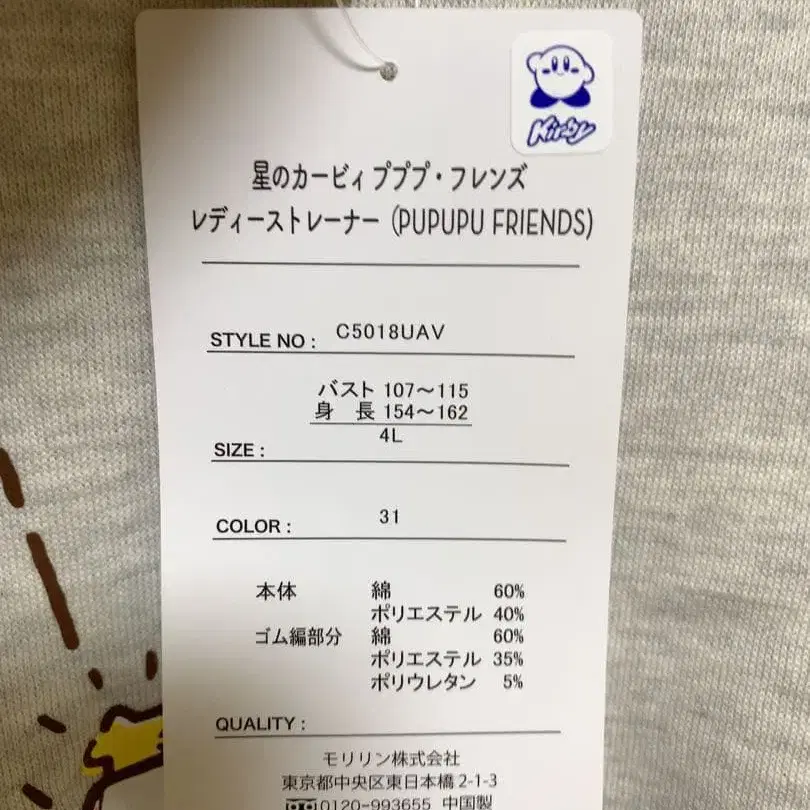 Kirby
星のカービィ プププ・フレンズ
レディーストレーナー (PUPUPU FRIENDS)
STYLE NO : C5018UAV
バスト 107～115
身 長 154～162
4L
SIZE :
COLOR : 31
本体 綿 60%
ポリエステル 40%
ゴム編部分 綿 60%
ポリエステル 35%
ポリウレタン 5%
QUALITY :
モリリン株式会社
東京都中央区東日本橋2-1-3
0120-993655 中国製